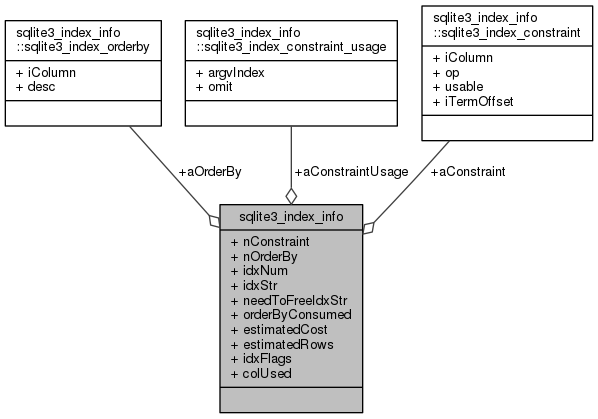 sqlite3_index_info
::sqlite3_index_orderby
+ iColumn
+ desc
sqlite3_index_info
::sqlite3_index_constraint_usage
+ argvIndex
+ omit
sqlite3_index_info
::sqlite3_index_constraint
+ iColumn
+ op
+ usable
+ iTermOffset
+aOrderBy
+aConstraintUsage
+aConstraint
sqlite3_index_info
+ nConstraint
+ nOrderBy
+ idxNum
+ idxStr
+ needToFreeIdxStr
+ orderByConsumed
+ estimatedCost
+ estimatedRows
+ idxFlags
+ colUsed